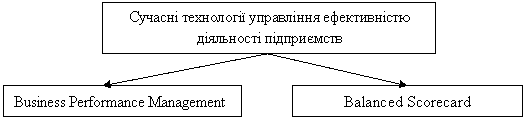 Сучасні технології управління ефективністю
діяльності підприємств
Business Performance Management
Balanced Scorecard